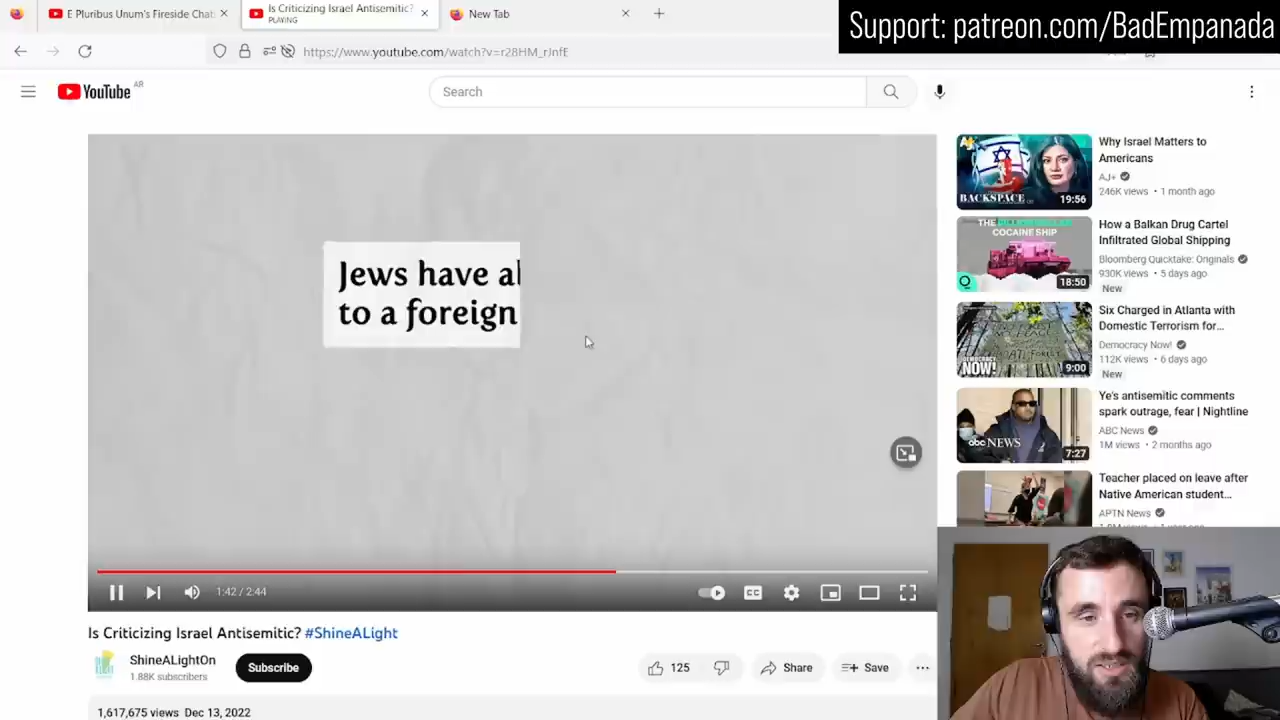 E Pluribus Unum's Fireside Chat
Is Criticizing Israel Antisemitic?
PLAYING
New Tab
Support: patreon.com/BadEmpanada
https://www.youtube.com/watch?v=r28HM_rJnfE
YouTube AR
Search
Jews have al
to a foreign
1:42 / 2:44
CC
Is Criticizing Israel Antisemitic? #ShineALight
ShineALightOn
1.88K subscribers
Subscribe
125
Share
Save
1,617,675 views Dec 13, 2022
BACKSPACE
19:56
Why Israel Matters to
Americans
AJ+
246K views • 1 month ago
COCAINE SHIP
18:50
How a Balkan Drug Cartel
Infiltrated Global Shipping
Bloomberg Quicktake: Originals
930K views • 5 days ago
New
DEMOCRACY
NOW!
9:00
Six Charged in Atlanta with
Domestic Terrorism for...
Democracy Now!
112K views • 6 days ago
New
abc NEWS
7:27
Ye's antisemitic comments
spark outrage, fear | Nightline
ABC News
1M views • 2 months ago
Teacher placed on leave after
Native American student...
APTN News